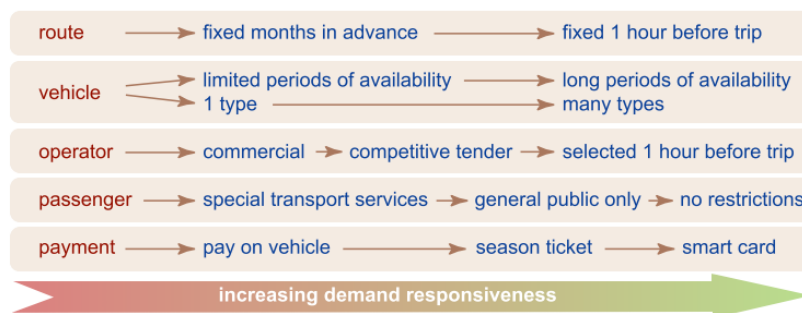 route fixed months in advance fixed 1 hour before trip
vehicle
limited periods of availability long periods of availability
1 type many types
operator commercial competitive tender selected 1 hour before trip
passenger special transport services general public only no restrictions
payment pay on vehicle season ticket smart card
increasing demand responsiveness